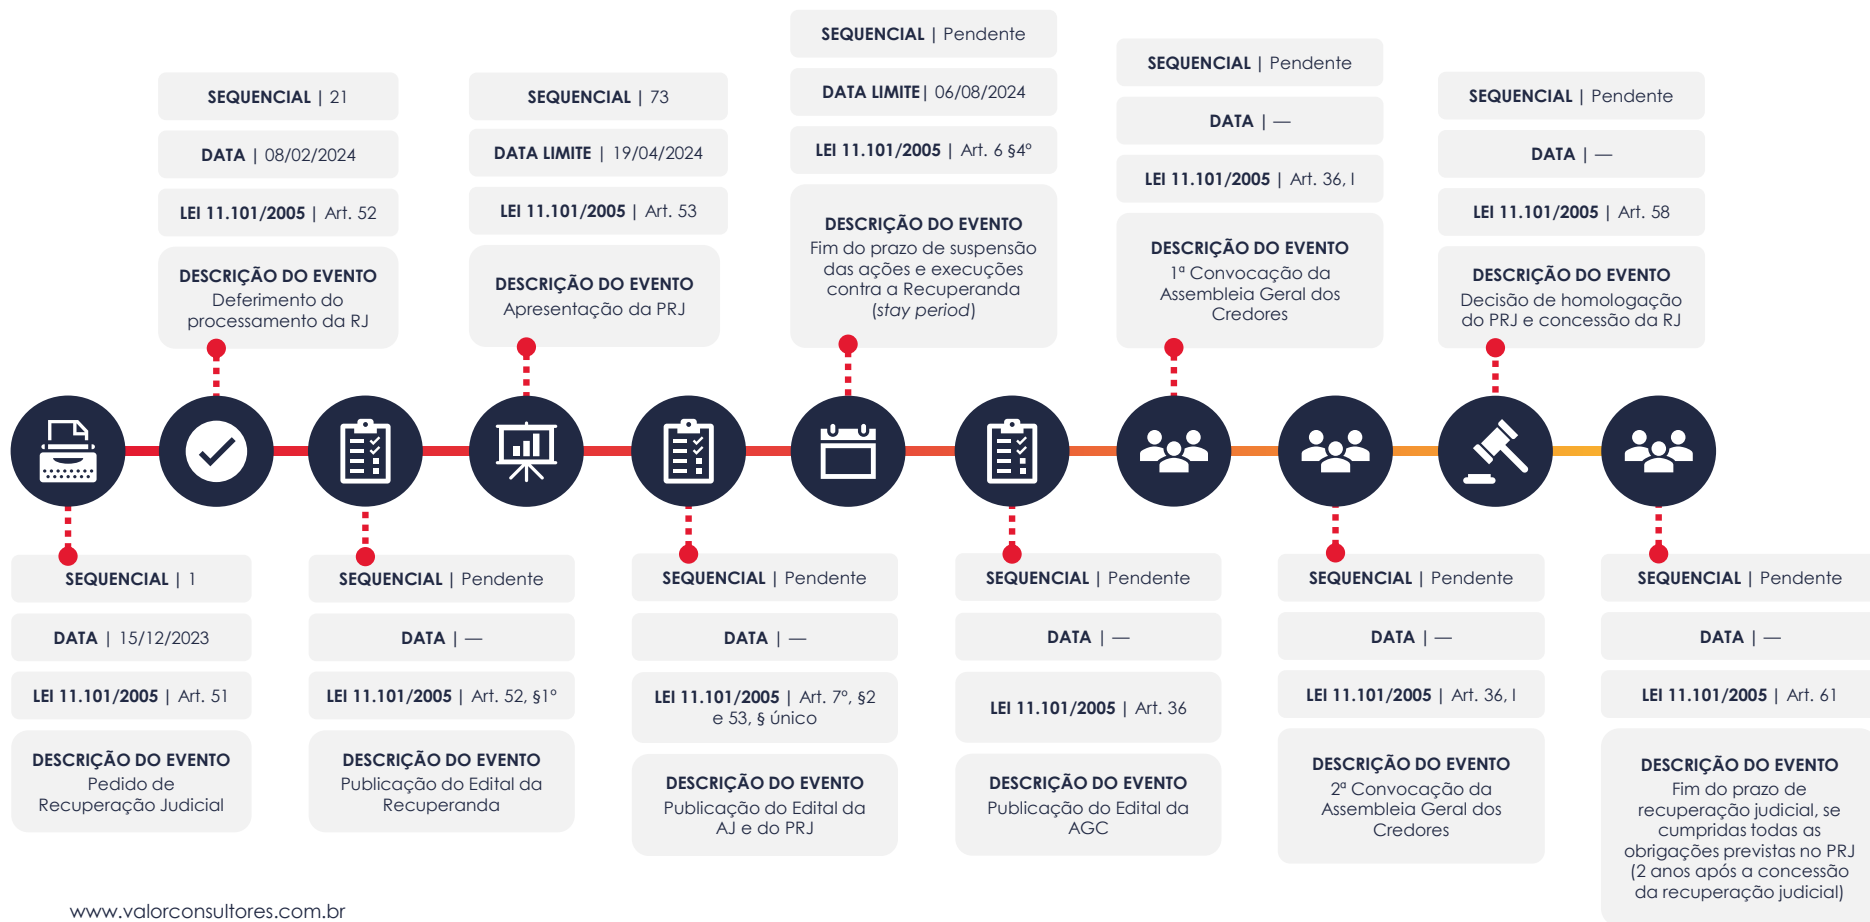 SEQUENCIAL | 21
DATA | 08/02/2024
LEI 11.101/2005 | Art. 52
DESCRIÇÃO DO EVENTO
Deferimento do
processamento da RJ
SEQUENCIAL | 73
DATA LIMITE | 19/04/2024
LEI 11.101/2005 | Art. 53
DESCRIÇÃO DO EVENTO
Apresentação da PRJ
SEQUENCIAL | Pendente
DATA LIMITE| 06/08/2024
LEI 11.101/2005 | Art. 6 §4º
DESCRIÇÃO DO EVENTO
Fim do prazo de suspensão
das ações e execuções
contra a Recuperanda
(stay period)
SEQUENCIAL | Pendente
DATA | —
LEI 11.101/2005 | Art. 36, I
DESCRIÇÃO DO EVENTO
1ª Convocação da
Assembleia Geral dos
Credores
SEQUENCIAL | Pendente
DATA | —
LEI 11.101/2005 | Art. 58
DESCRIÇÃO DO EVENTO
Decisão de homologação
do PRJ e concessão da RJ
SEQUENCIAL | 1
DATA | 15/12/2023
LEI 11.101/2005 | Art. 51
DESCRIÇÃO DO EVENTO
Pedido de
Recuperação Judicial
SEQUENCIAL | Pendente
DATA | —
LEI 11.101/2005 | Art. 52, §1º
DESCRIÇÃO DO EVENTO
Publicação do Edital da
Recuperanda
SEQUENCIAL | Pendente
DATA | —
LEI 11.101/2005 | Art. 7º, §2
e 53, § único
DESCRIÇÃO DO EVENTO
Publicação do Edital da
AJ e do PRJ
SEQUENCIAL | Pendente
DATA | —
LEI 11.101/2005 | Art. 36
DESCRIÇÃO DO EVENTO
Publicação do Edital da
AGC
SEQUENCIAL | Pendente
DATA | —
LEI 11.101/2005 | Art. 36, I
DESCRIÇÃO DO EVENTO
2ª Convocação da
Assembleia Geral dos
Credores
SEQUENCIAL | Pendente
DATA | —
LEI 11.101/2005 | Art. 61
DESCRIÇÃO DO EVENTO
Fim do prazo de
recuperação judicial, se
cumpridas todas as
obrigações previstas no PRJ
(2 anos após a concessão
da recuperação judicial)
www.valorconsultores.com.br